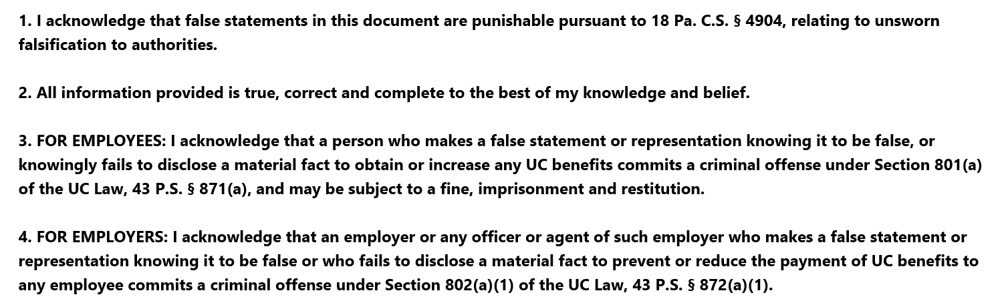 1. I acknowledge that false statements in this document are punishable pursuant to 18 Pa. C.S. § 4904, relating to unsworn
falsification to authorities.
2. All information provided is true, correct and complete to the best of my knowledge and belief.
3. FOR EMPLOYEES: I acknowledge that a person who makes a false statement or representation knowing it to be false, or
knowingly fails to disclose a material fact to obtain or increase any UC benefits commits a criminal offense under Section 801(a)
of the UC Law, 43 P.S. § 871(a), and may be subject to a fine, imprisonment and restitution.
4. FOR EMPLOYERS: I acknowledge that an employer or any officer or agent of such employer who makes a false statement or
representation knowing it to be false or who fails to disclose a material fact to prevent or reduce the payment of UC benefits to
any employee commits a criminal offense under Section 802(a)(1) of the UC Law, 43 P.S. § 872(a)(1).